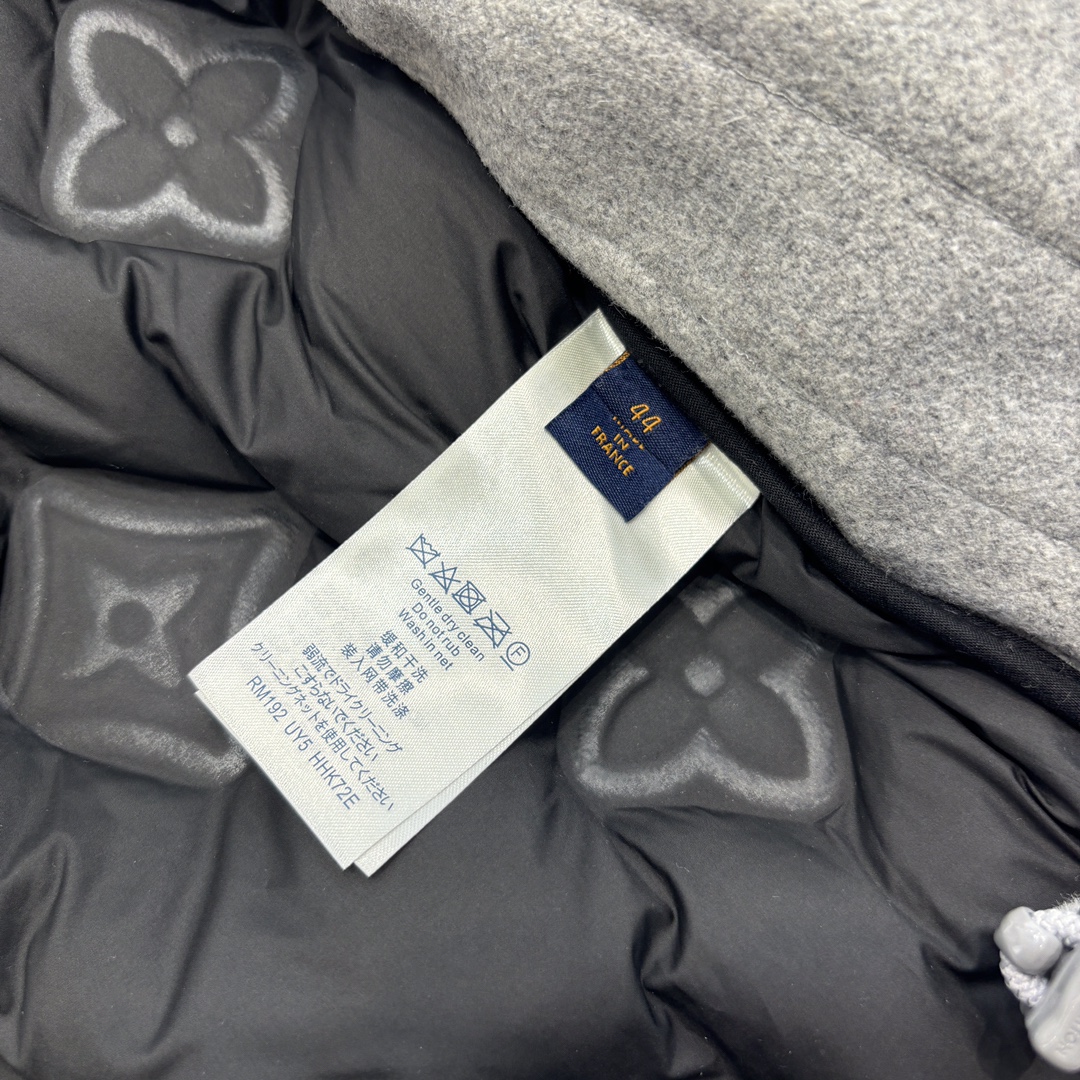 44
IN
FRANCE
F
Gentle dry clean
Do not rub
Wash in net
缓和干洗
请勿摩擦
装入网带洗涤
弱流でドライクリーニング
こすらないでください
クリーニングネットを使用してください
RM192 UY5 HHK72E